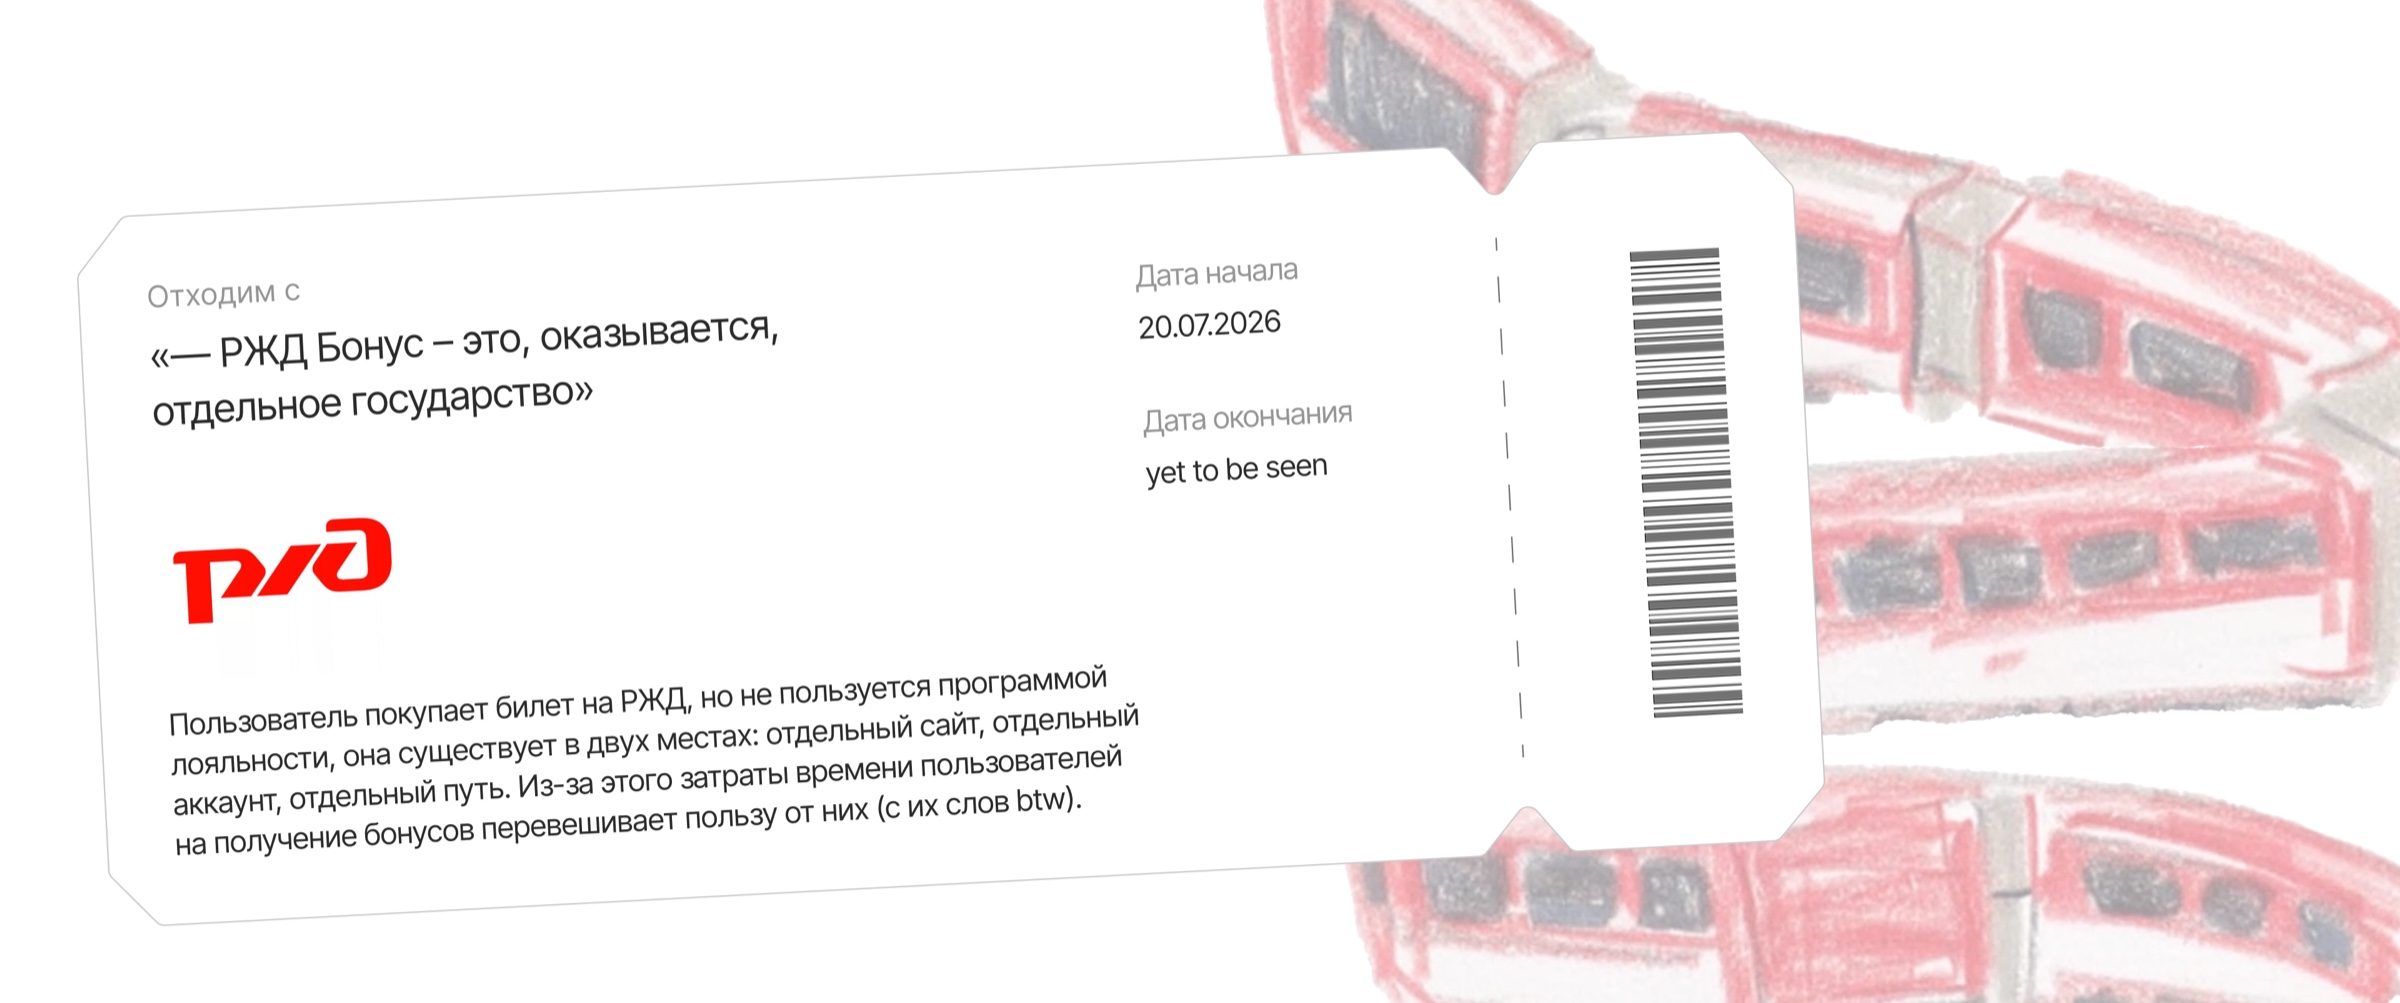 Отходим с
«— РЖД Бонус – это, оказывается,
отдельное государство»
Дата начала
20.07.2026
Дата окончания
yet to be seen
ржд
Пользователь покупает билет на РЖД, но не пользуется программой
лояльности, она существует в двух местах: отдельный сайт, отдельный
аккаунт, отдельный путь. Из-за этого затраты времени пользователей
на получение бонусов перевешивает пользу от них (с их слов btw).